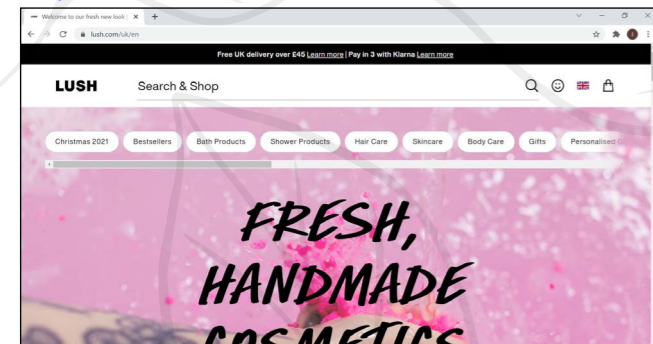 Welcome to our fresh new look |
lush.com/uk/en
Free UK delivery over £45 Learn more | Pay in 3 with Klarna Learn more
LUSH Search & Shop
Christmas 2021 Bestsellers Bath Products Shower Products Hair Care Skincare Body Care Gifts Personalised
FRESH,
HANDMADE
COSMETICS